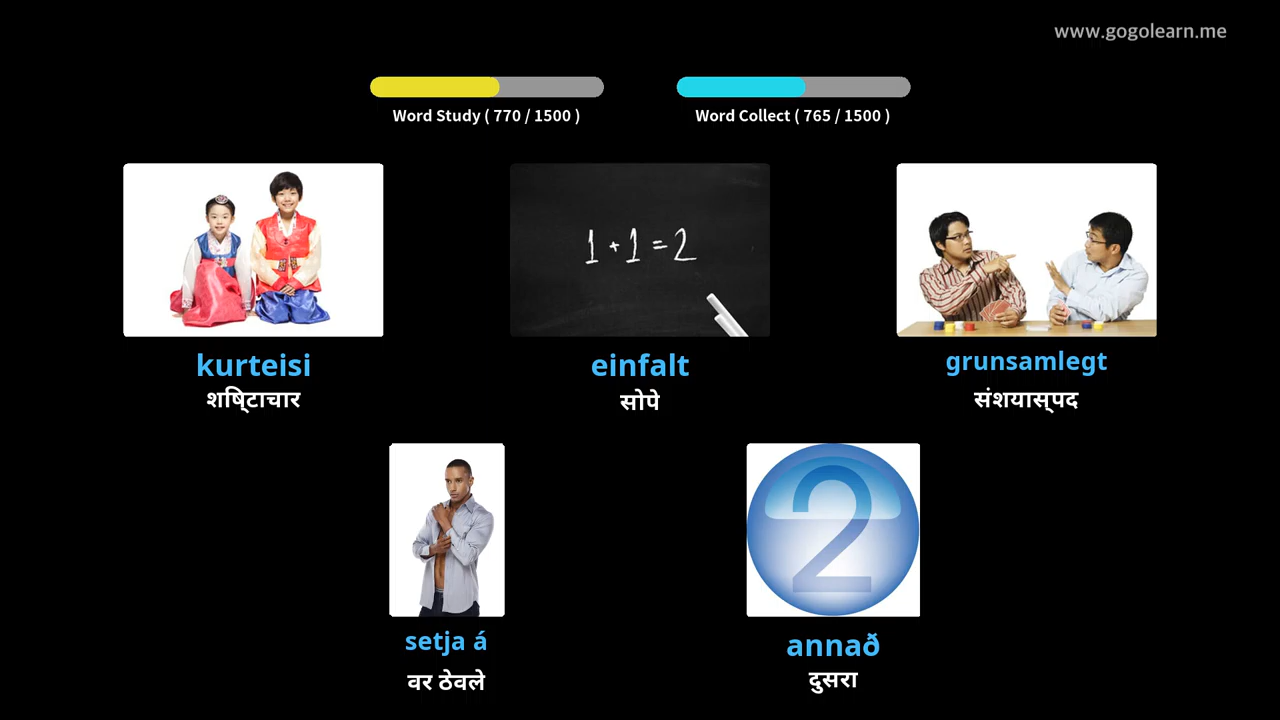 www.gogolearn.me
Word Study ( 770 / 1500 )
Word Collect ( 765 / 1500 )
1 + 1 = 2
kurteisi
einfalt
grunsamlegt
शिष्टाचार
सोपे
संशयास्पद
2
setja á
annað
वर ठेवले
दुसरा